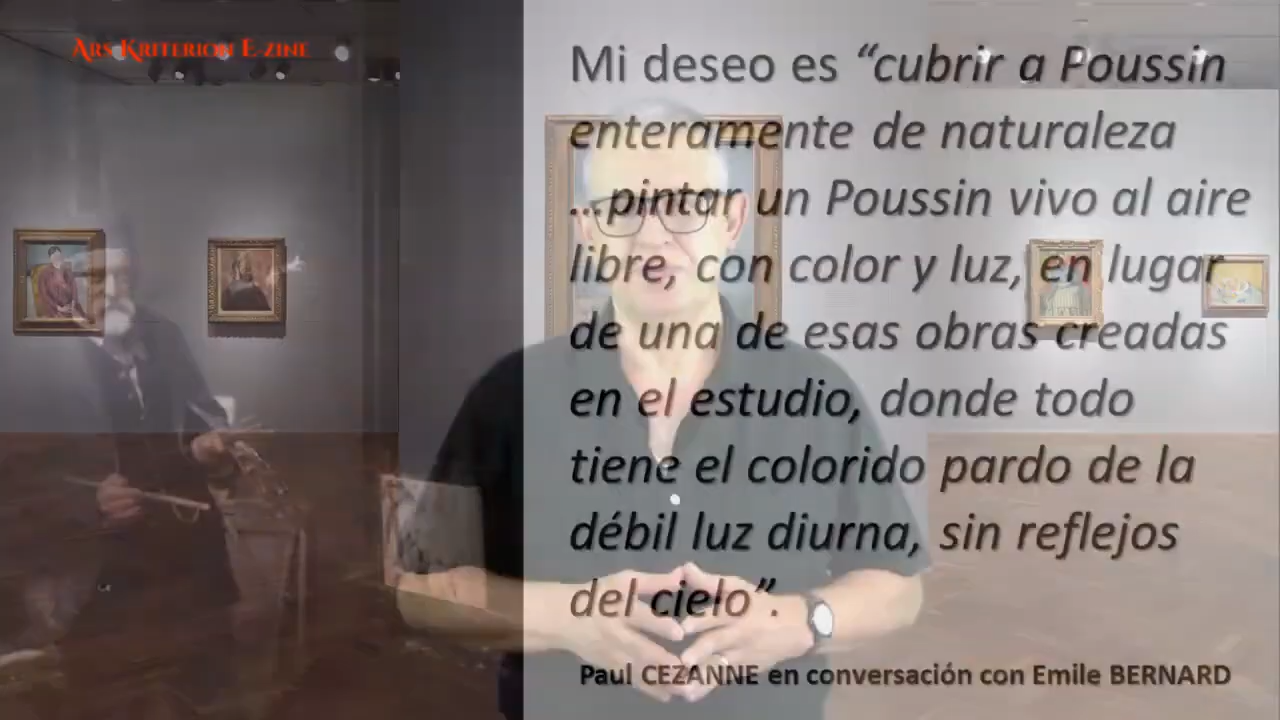 Ars Kriterion E-zine
Mi deseo es “cubrir a Poussin
enteramente de naturaleza
…pintar un Poussin vivo al aire
libre, con color y luz, en lugar
de una de esas obras creadas
en el estudio, donde todo
tiene el colorido pardo de la
débil luz diurna, sin reflejos
del cielo”.
Paul CEZANNE en conversación con Emile BERNARD